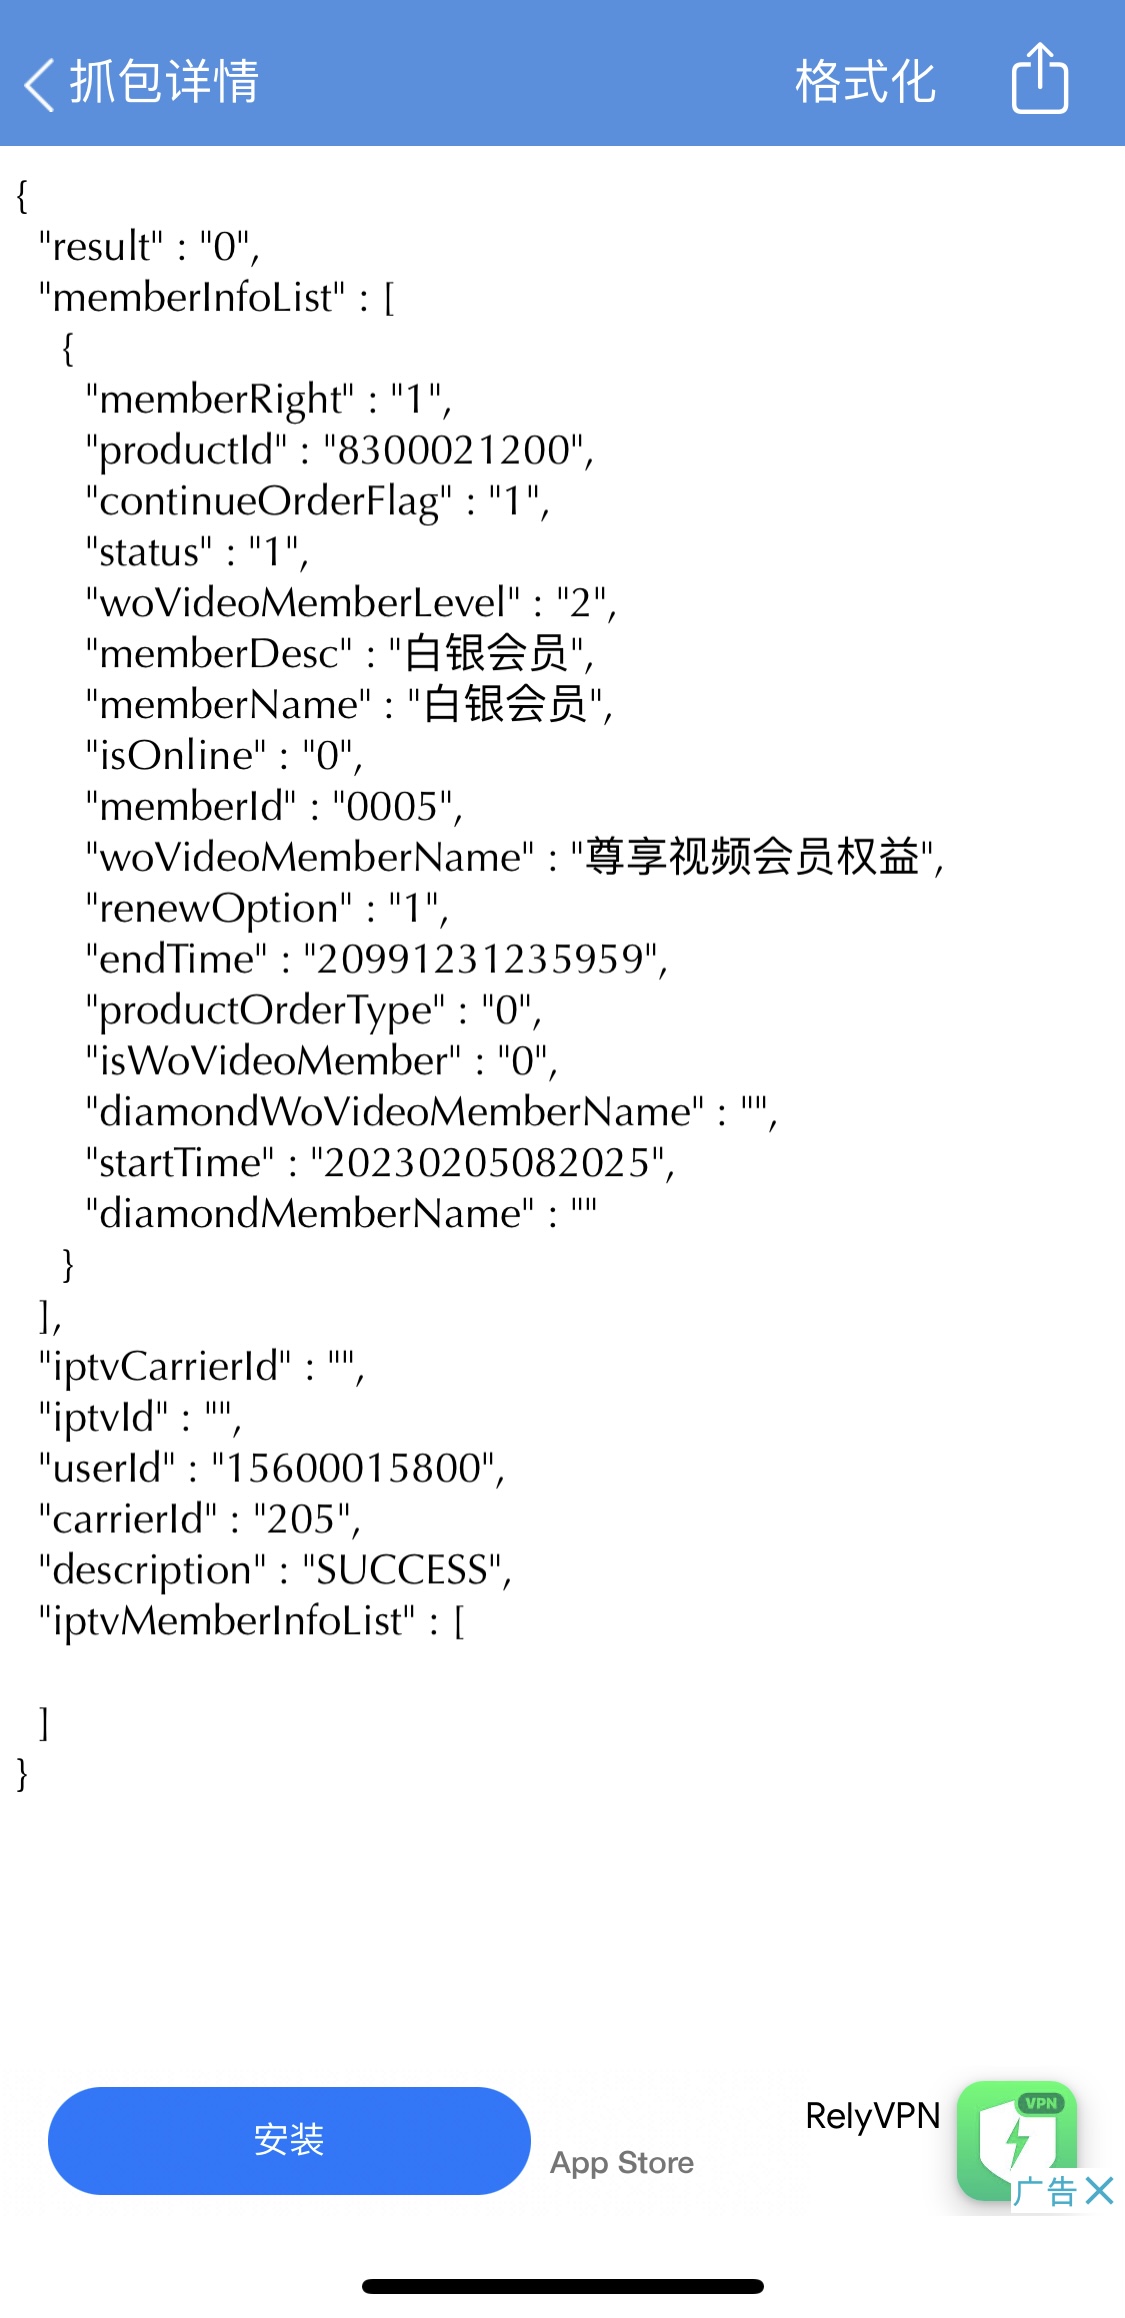 抓包详情
格式化
{
"result" : "0",
"memberInfoList" : [
{
"memberRight" : "1",
"productId" : "8300021200",
"continueOrderFlag" : "1",
"status" : "1",
"woVideoMemberLevel" : "2",
"memberDesc" : "白银会员",
"memberName" : "白银会员",
"isOnline" : "0",
"memberId" : "0005",
"woVideoMemberName" : "尊享视频会员权益",
"renewOption" : "1",
"endTime" : "20991231235959",
"productOrderType" : "0",
"isWoVideoMember" : "0",
"diamondWoVideoMemberName" : "",
"startTime" : "20230205082025",
"diamondMemberName" : ""
}
],
"iptvCarrierId" : "",
"iptvId" : "",
"userId" : "15600015800",
"carrierId" : "205",
"description" : "SUCCESS",
"iptvMemberInfoList" : [
]
}
安装
App Store
RelyVPN
VPN
广告